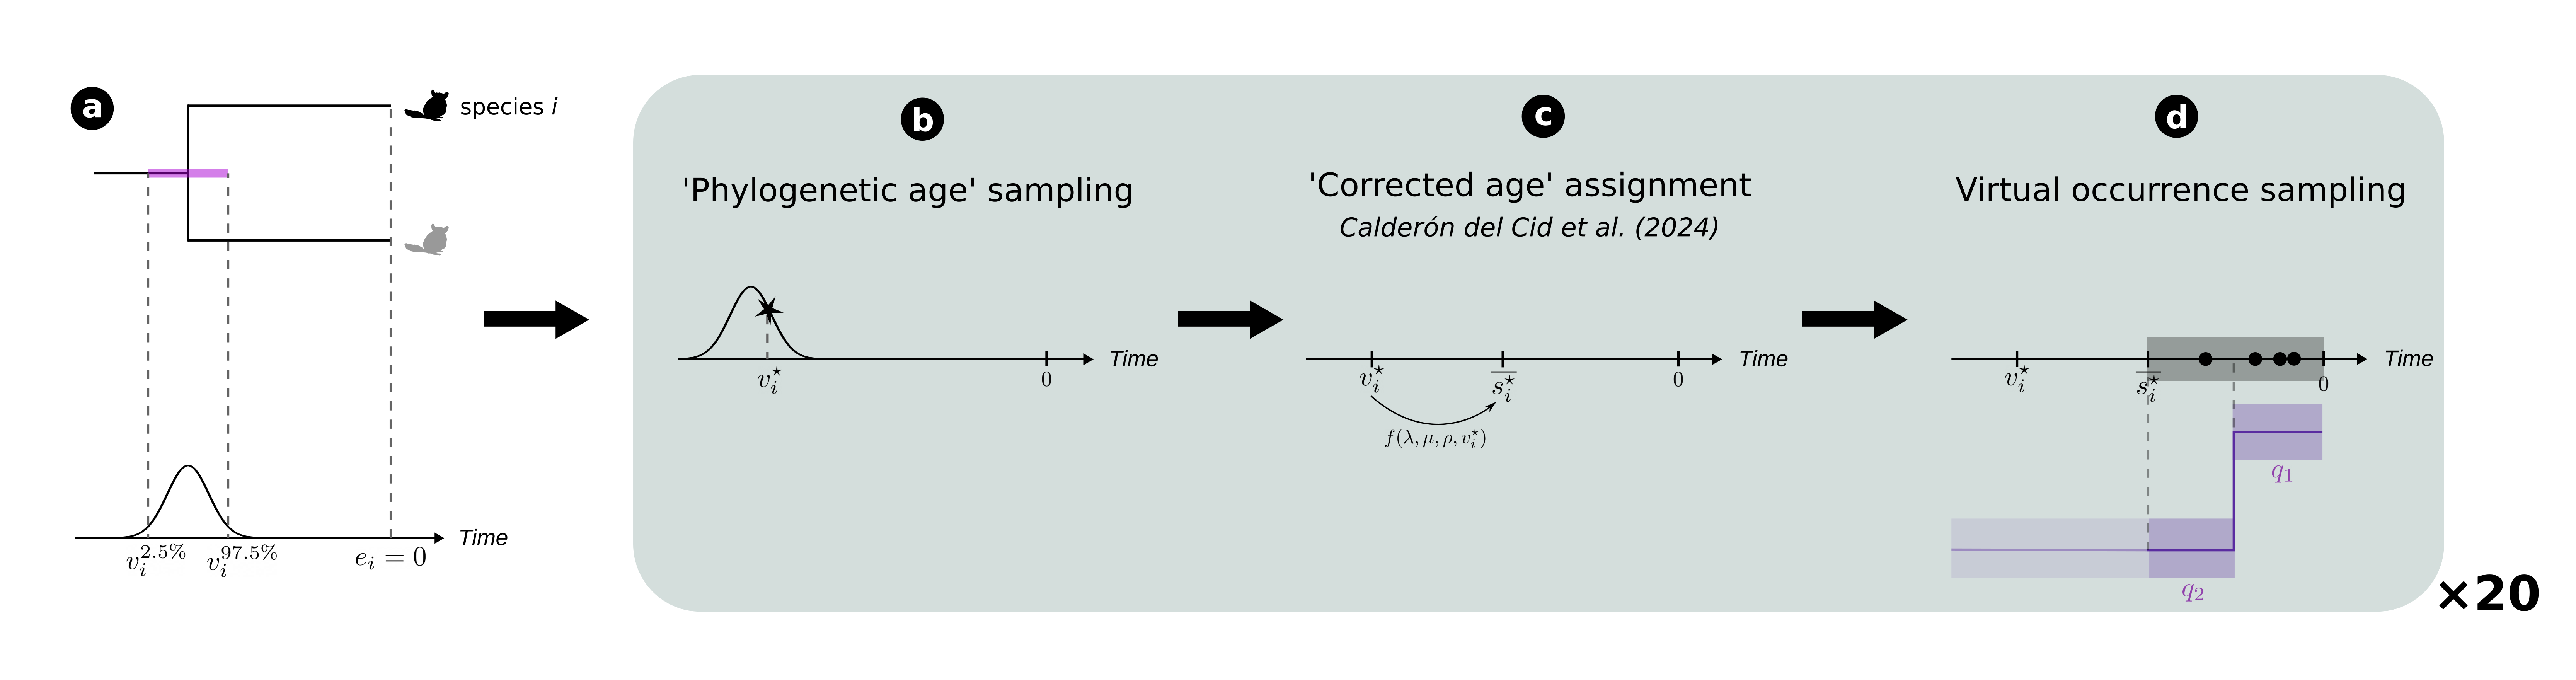 a
species i
v_i^{2.5%} v_i^{97.5%} e_i = 0
Time
b
'Phylogenetic age' sampling
v_i^⋆
0
Time
c
'Corrected age' assignment
Calderón del Cid et al. (2024)
v_i^⋆ \overline{s_i^⋆} 0
Time
f(λ, μ, ρ, v_i^⋆)
d
Virtual occurrence sampling
v_i^⋆ \overline{s_i^⋆} 0
Time
q_1
q_2
×20